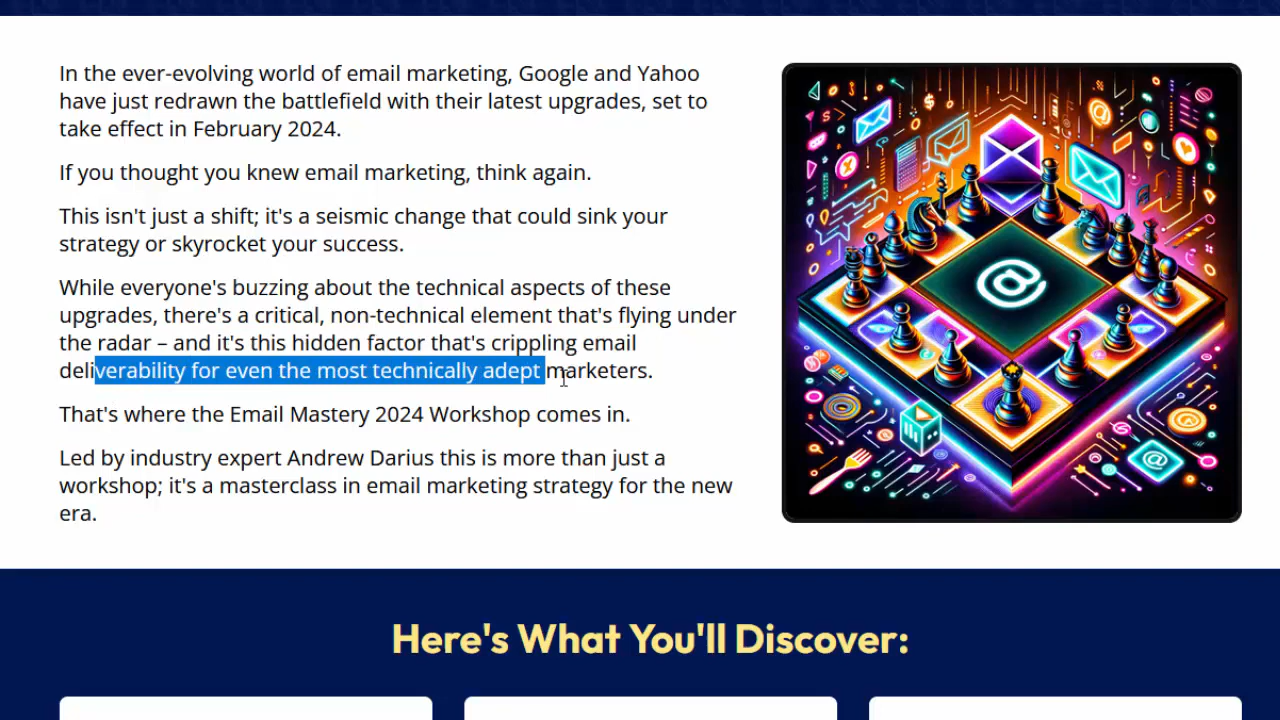 In the ever-evolving world of email marketing, Google and Yahoo
have just redrawn the battlefield with their latest upgrades, set to
take effect in February 2024.
If you thought you knew email marketing, think again.
This isn't just a shift; it's a seismic change that could sink your
strategy or skyrocket your success.
While everyone's buzzing about the technical aspects of these
upgrades, there's a critical, non-technical element that's flying under
the radar – and it's this hidden factor that's crippling email
deliverability for even the most technically adept marketers.
That's where the Email Mastery 2024 Workshop comes in.
Led by industry expert Andrew Darius this is more than just a
workshop; it's a masterclass in email marketing strategy for the new
era.
@
Here's What You'll Discover: